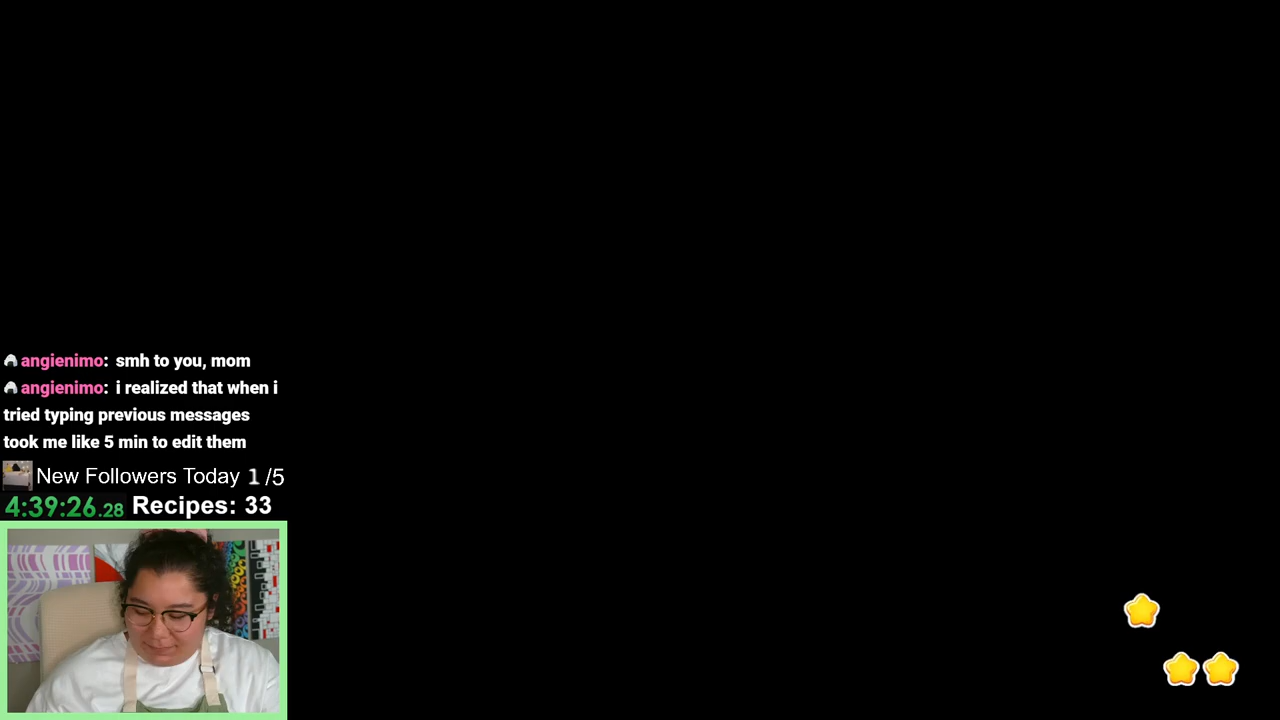 angienimo: smh to you, mom
angienimo: i realized that when i
tried typing previous messages
took me like 5 min to edit them
New Followers Today 1 /5
4:39:26.28 Recipes: 33